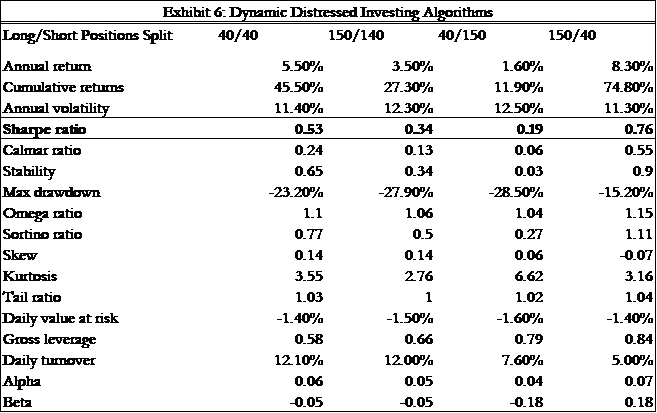 Exhibit 6: Dynamic Distressed Investing Algorithms
Long/Short Positions Split 40/40 150/140 40/150 150/40
Annual return 5.50% 3.50% 1.60% 8.30%
Cumulative returns 45.50% 27.30% 11.90% 74.80%
Annual volatility 11.40% 12.30% 12.50% 11.30%
Sharpe ratio 0.53 0.34 0.19 0.76
Calmar ratio 0.24 0.13 0.06 0.55
Stability 0.65 0.34 0.03 0.9
Max drawdown -23.20% -27.90% -28.50% -15.20%
Omega ratio 1.1 1.06 1.04 1.15
Sortino ratio 0.77 0.5 0.27 1.11
Skew 0.14 0.14 0.06 -0.07
Kurtosis 3.55 2.76 6.62 3.16
Tail ratio 1.03 1 1.02 1.04
Daily value at risk -1.40% -1.50% -1.60% -1.40%
Gross leverage 0.58 0.66 0.79 0.84
Daily turnover 12.10% 12.00% 7.60% 5.00%
Alpha 0.06 0.05 0.04 0.07
Beta -0.05 -0.05 -0.18 0.18